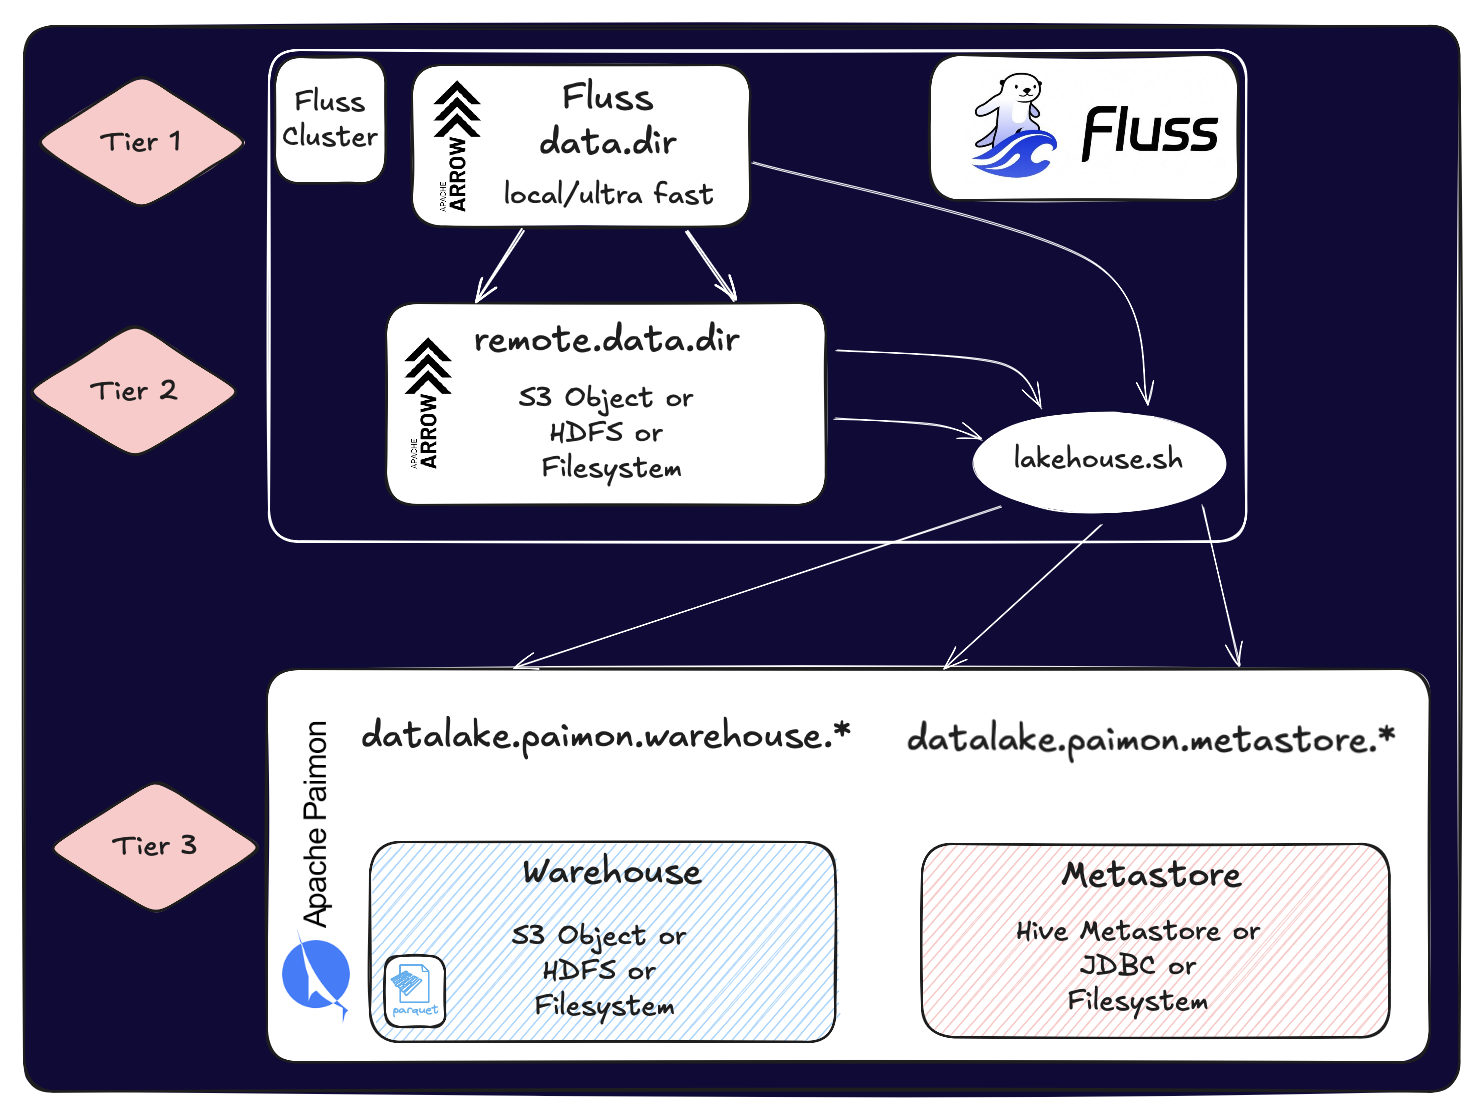 Tier 1
Fluss
Cluster
APACHE
ARROW
Fluss
data.dir
local/ultra fast
Fluss
Tier 2
APACHE
ARROW
remote.data.dir
S3 Object or
HDFS or
Filesystem
lakehouse.sh
Tier 3
Apache Paimon
datalake.paimon.warehouse.*
datalake.paimon.metastore.*
Warehouse
S3 Object or
HDFS or
Filesystem
parquet
Metastore
Hive Metastore or
JDBC or
Filesystem